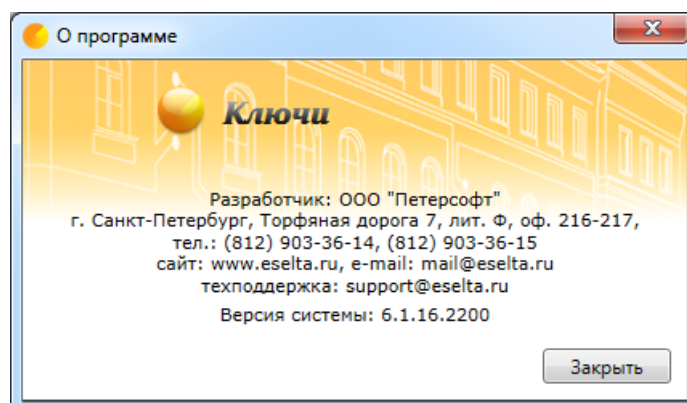 О программе
Ключи
Разработчик: ООО "Петерсофт"
г. Санкт-Петербург, Торфяная дорога 7, лит. Ф, оф. 216-217,
тел.: (812) 903-36-14, (812) 903-36-15
сайт: www.eselta.ru, e-mail: mail@eselta.ru
техподдержка: support@eselta.ru
Версия системы: 6.1.16.2200
Закрыть